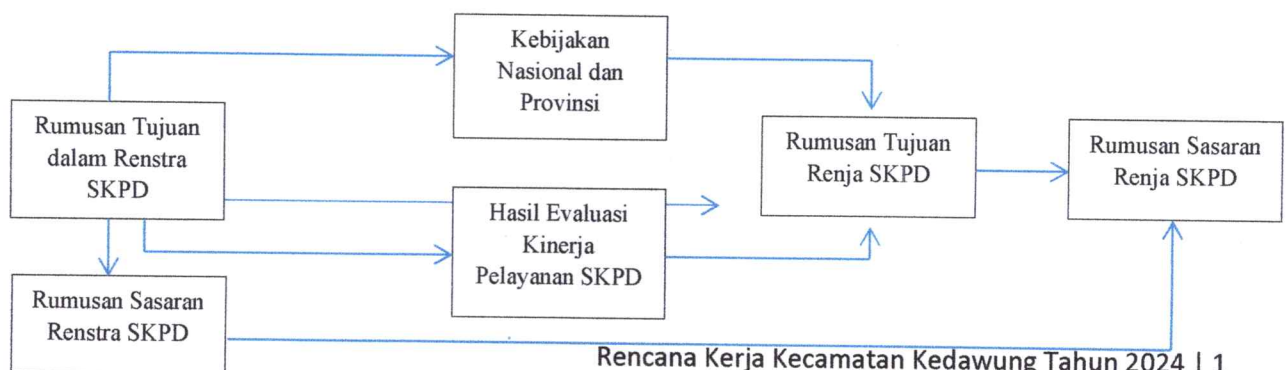 Kebijakan
Nasional dan
Provinsi
Rumusan Tujuan
dalam Renstra
SKPD
Rumusan Tujuan
Renja SKPD
Rumusan Sasaran
Renja SKPD
Hasil Evaluasi
Kinerja
Pelayanan SKPD
Rumusan Sasaran
Renstra SKPD
Rencana Kerja Kecamatan Kedawung Tahun 2024 | 1